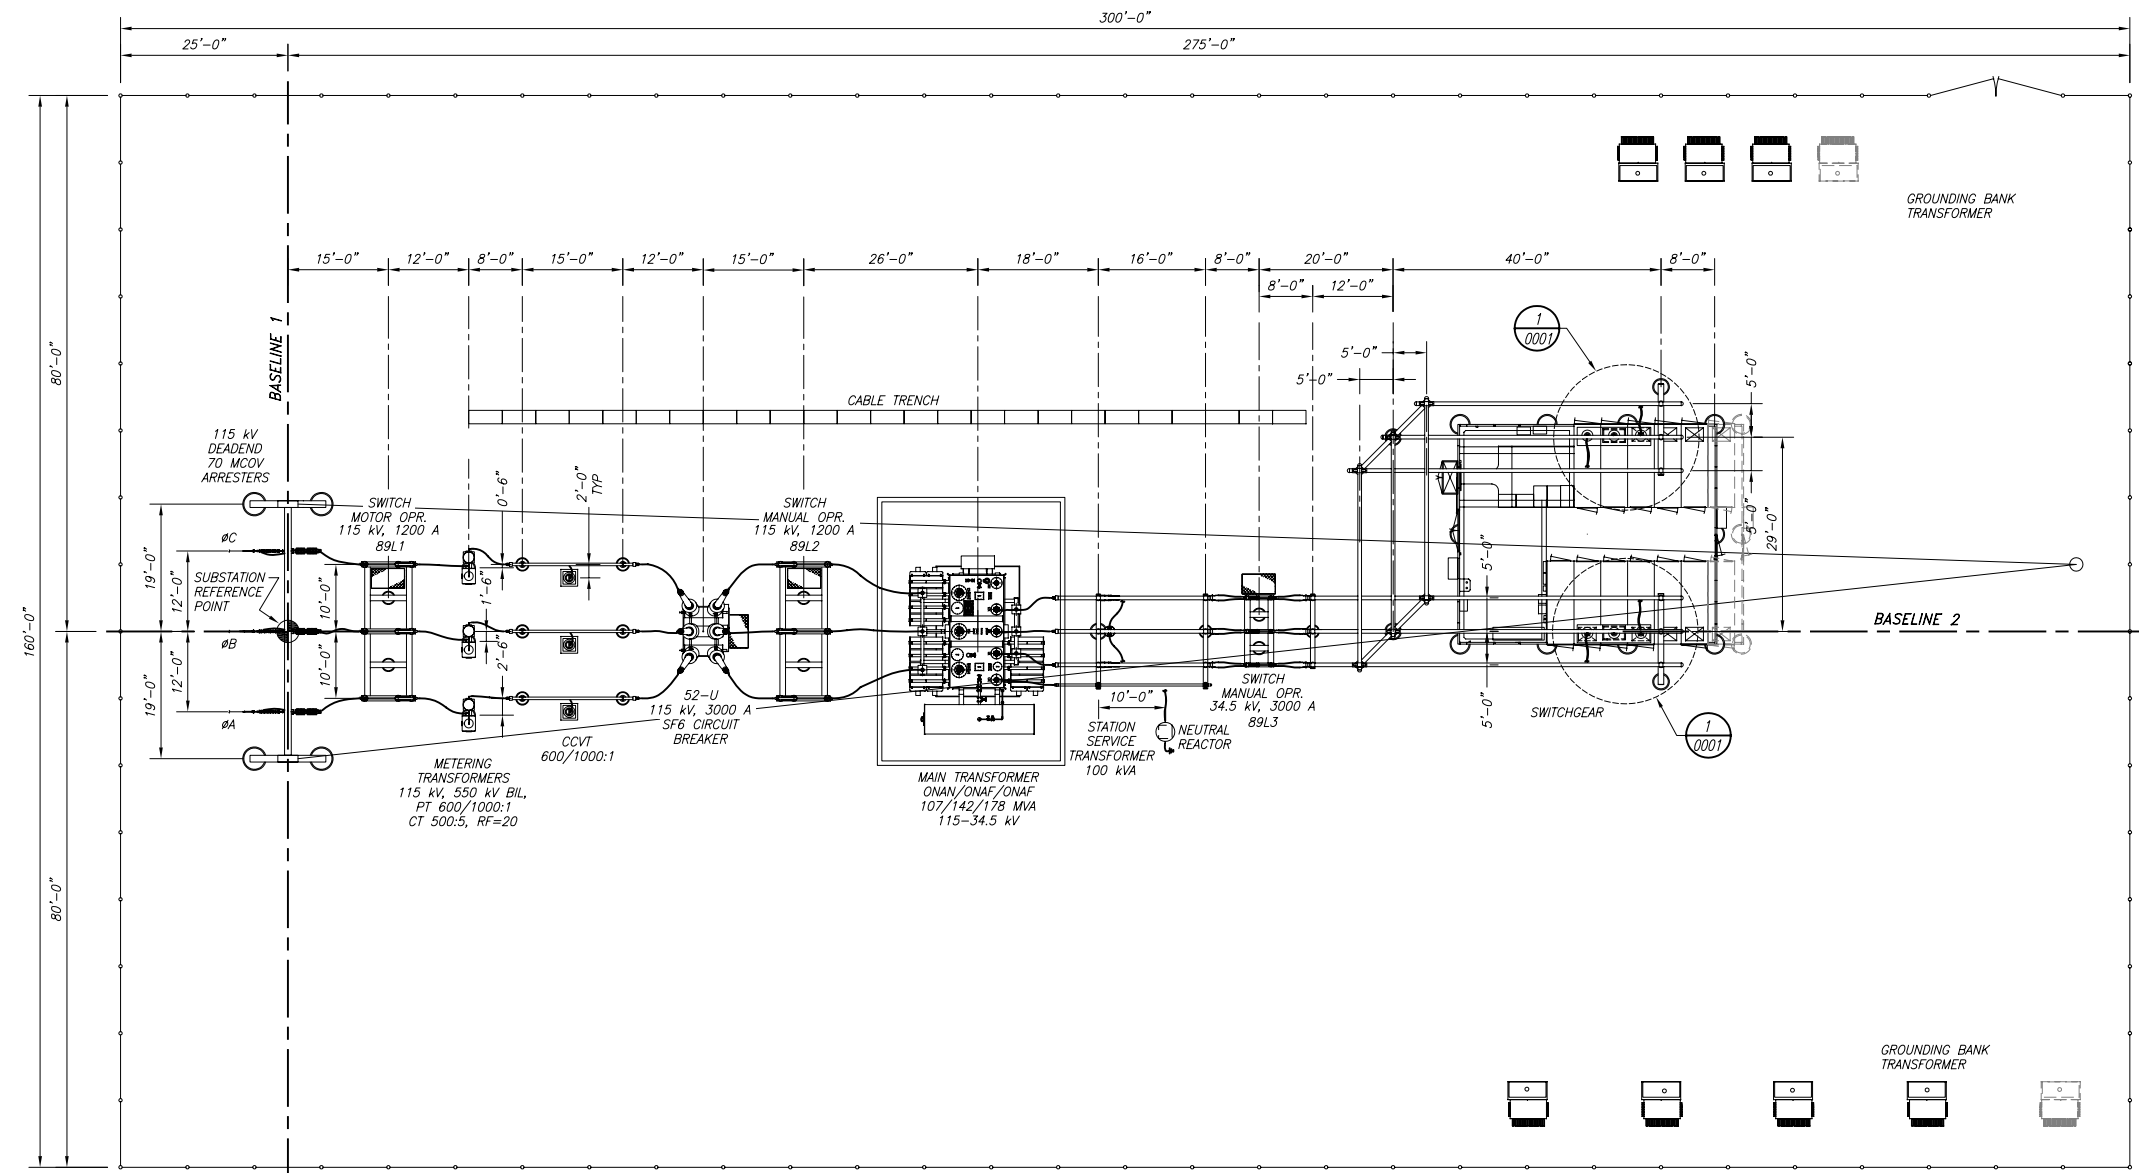 300'-0"
25'-0"
275'-0"
GROUNDING BANK
TRANSFORMER
15'-0"
12'-0"
8'-0"
15'-0"
12'-0"
15'-0"
26'-0"
18'-0"
16'-0"
8'-0"
20'-0"
40'-0"
8'-0"
8'-0"
12'-0"
BASELINE 1
80'-0"
1
0001
5'-0"
5'-0"
5'-0"
CABLE TRENCH
115 kV
DEADEND
70 MCOV
ARRESTERS
0'-6"
2'-0"
TYP
SWITCH
MOTOR OPR.
115 kV, 1200 A
89L1
SWITCH
MANUAL OPR.
115 kV, 1200 A
89L2
5'-0"
29'-0"
øC
19'-0"
12'-0"
SUBSTATION
REFERENCE
POINT
10'-0"
1'-6"
5'-0"
BASELINE 2
160'-0"
øB
19'-0"
12'-0"
10'-0"
2'-6"
øA
52-U
115 kV, 3000 A
SF6 CIRCUIT
BREAKER
10'-0"
SWITCH
MANUAL OPR.
34.5 kV, 3000 A
89L3
5'-0"
SWITCHGEAR
STATION
SERVICE
TRANSFORMER
100 kVA
NEUTRAL
REACTOR
1
0001
CCVT
600/1000:1
METERING
TRANSFORMERS
115 kV, 550 kV BIL,
PT 600/1000:1
CT 500:5, RF=20
MAIN TRANSFORMER
ONAN/ONAF/ONAF
107/142/178 MVA
115-34.5 kV
80'-0"
GROUNDING BANK
TRANSFORMER